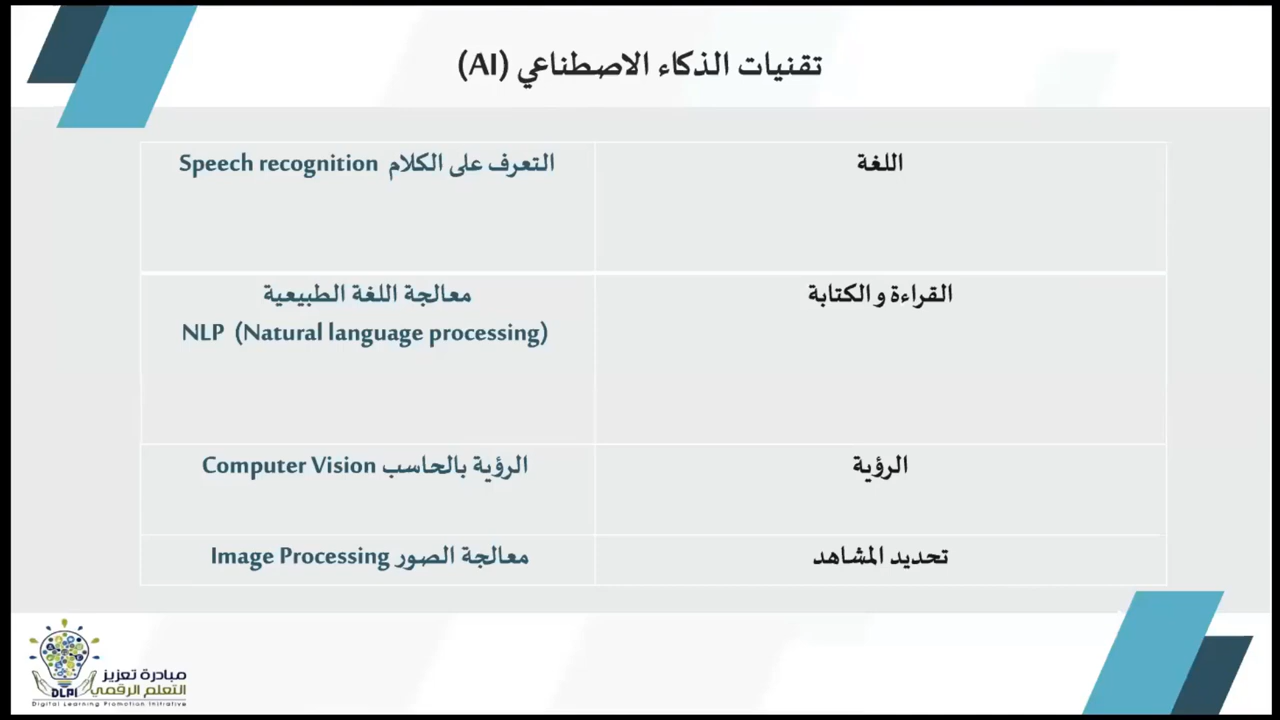 تقنيات الذكاء الاصطناعي (AI)
اللغة
التعرف على الكلام Speech recognition
القراءة والكتابة
معالجة اللغة الطبيعية
NLP (Natural language processing)
الرؤية
الرؤية بالحاسب Computer Vision
تحديد المشاهد
معالجة الصور Image Processing
DLPI
مبادرة تعزيز
التعلم الرقمي
Digital Learning Promotion Initiative